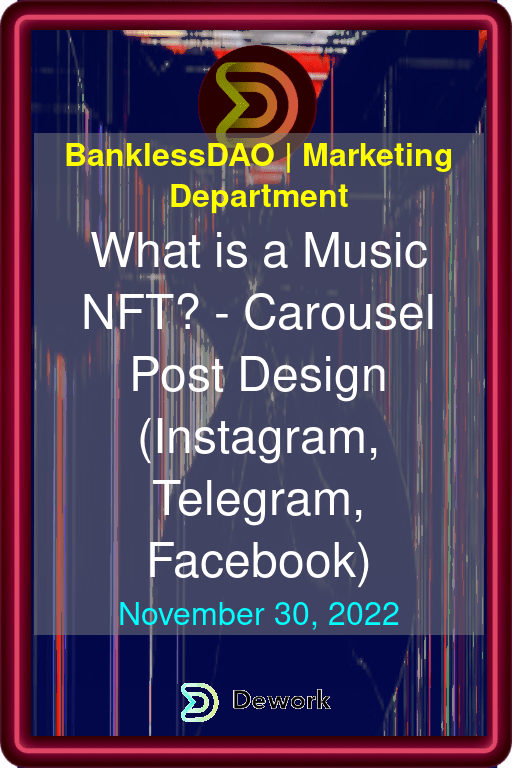 BanklessDAO | Marketing
Department
What is a Music
NFT? - Carousel
Post Design
(Instagram,
Telegram,
Facebook)
November 30, 2022
Dework